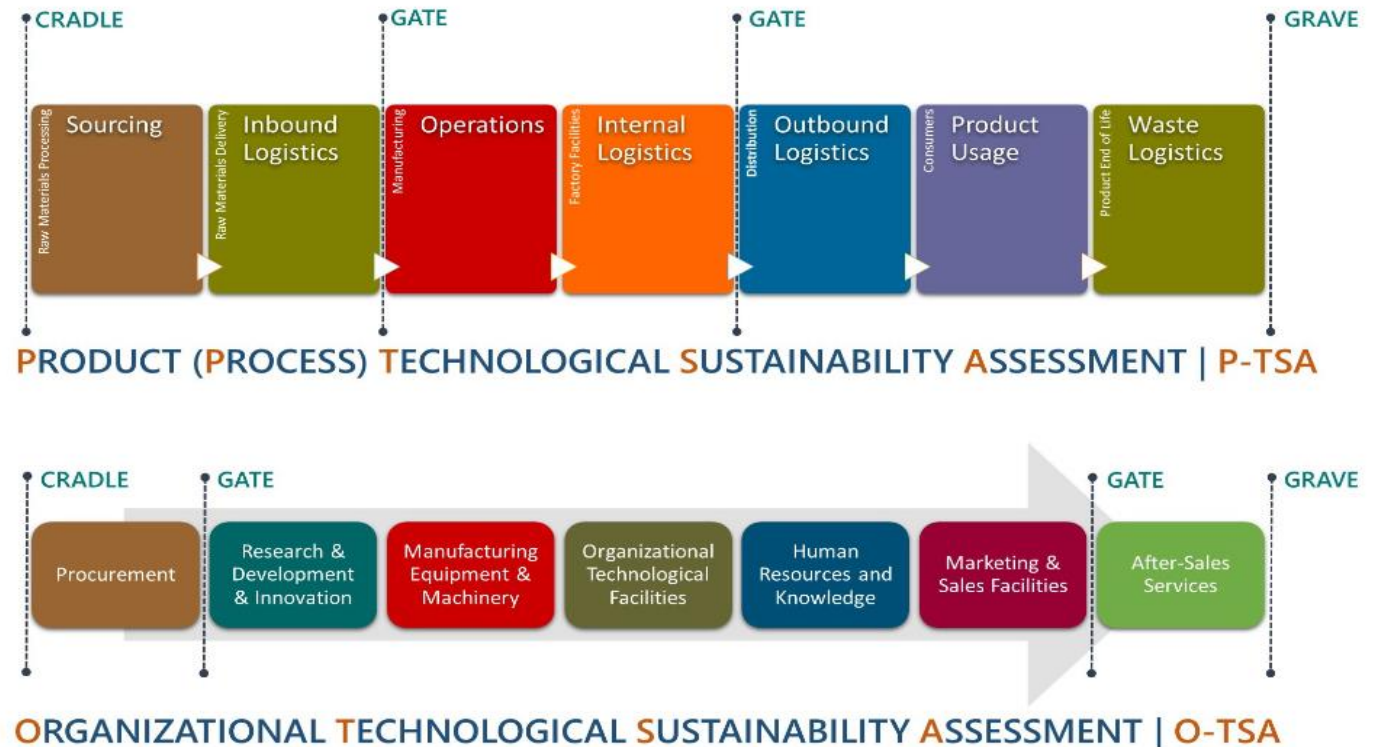 CRADLE
GATE
GATE
GRAVE
Raw Materials Processing
Sourcing
Raw Materials Delivery
Inbound
Logistics
Manufacturing
Operations
Factory Facilities
Internal
Logistics
Distribution
Outbound
Logistics
Consumers
Product
Usage
Product End of Life
Waste
Logistics
PRODUCT (PROCESS) TECHNOLOGICAL SUSTAINABILITY ASSESSMENT | P-TSA
CRADLE
GATE
GATE
GRAVE
Procurement
Research &
Development
& Innovation
Manufacturing
Equipment &
Machinery
Organizational
Technological
Facilities
Human
Resources and
Knowledge
Marketing &
Sales Facilities
After-Sales
Services
ORGANIZATIONAL TECHNOLOGICAL SUSTAINABILITY ASSESSMENT | O-TSA